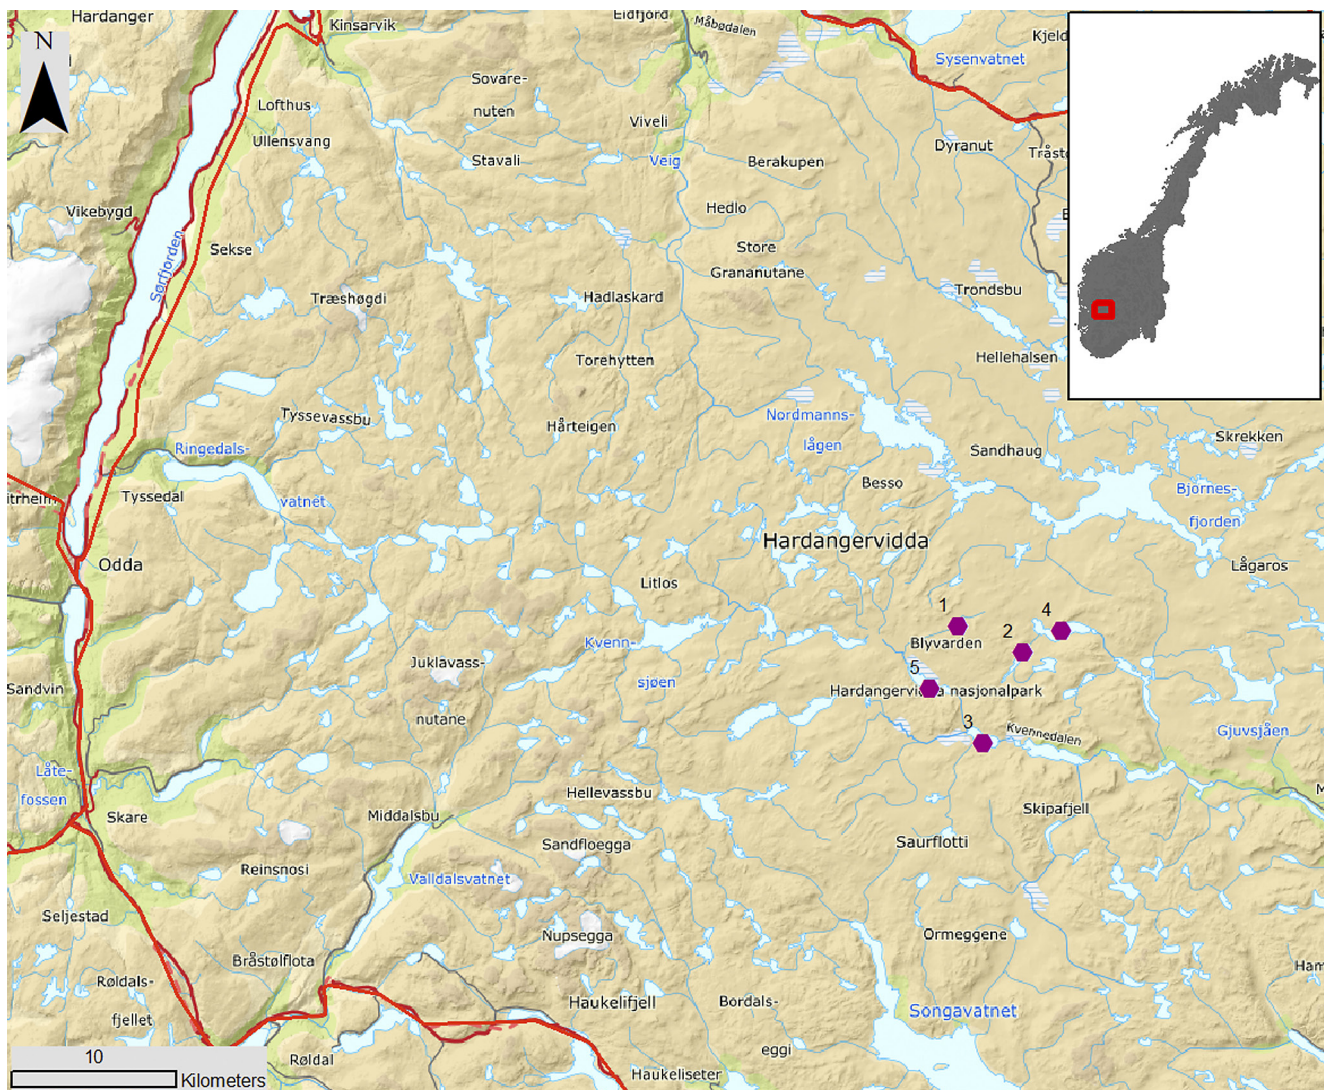 Hardanger
Kinsarvik
Eidfjord
Måbødalen
Kjeld
N
Sysenvatnet
Sovare-
nuten
Lofthus
Viveli
Ullensvang
Dyranut
Tråst
Stavali
Veig
Berakupen
Vikebygd
Hedlo
Sekse
Store
Grananutane
Sørfjorden
Træshøgdi
Hadlaskard
Trondsbu
Torehytten
Hellehalsen
Tyssevassbu
Hårteigen
Nordmanns-
lågen
Skrekken
Ringedals-
vatnet
Sandhaug
Besso
Bjornes-
fjorden
itrheim
Tyssedal
Hardangervidda
Odda
Litlos
Lågaros
1
4
2
Blyvarden
Kvenn-
sjøen
5
Juklavass-
nutane
Sandvin
Hardangervidda nasjonalpark
3
Kvennedalen
Gjuvsjåen
Låte-
fossen
Hellevassbu
M
Skare
Middalsbu
Skipafjell
Sandfloegga
Saurflotti
Reinsnosi
Valldalsvatnet
Seljestad
Nupsegga
Ormeggene
Bråstølflota
Ham
Røldals-
fjellet
Haukelifjell
Bordals-
eggi
Songavatnet
10
Kilometers
Røldal
Haukeliseter